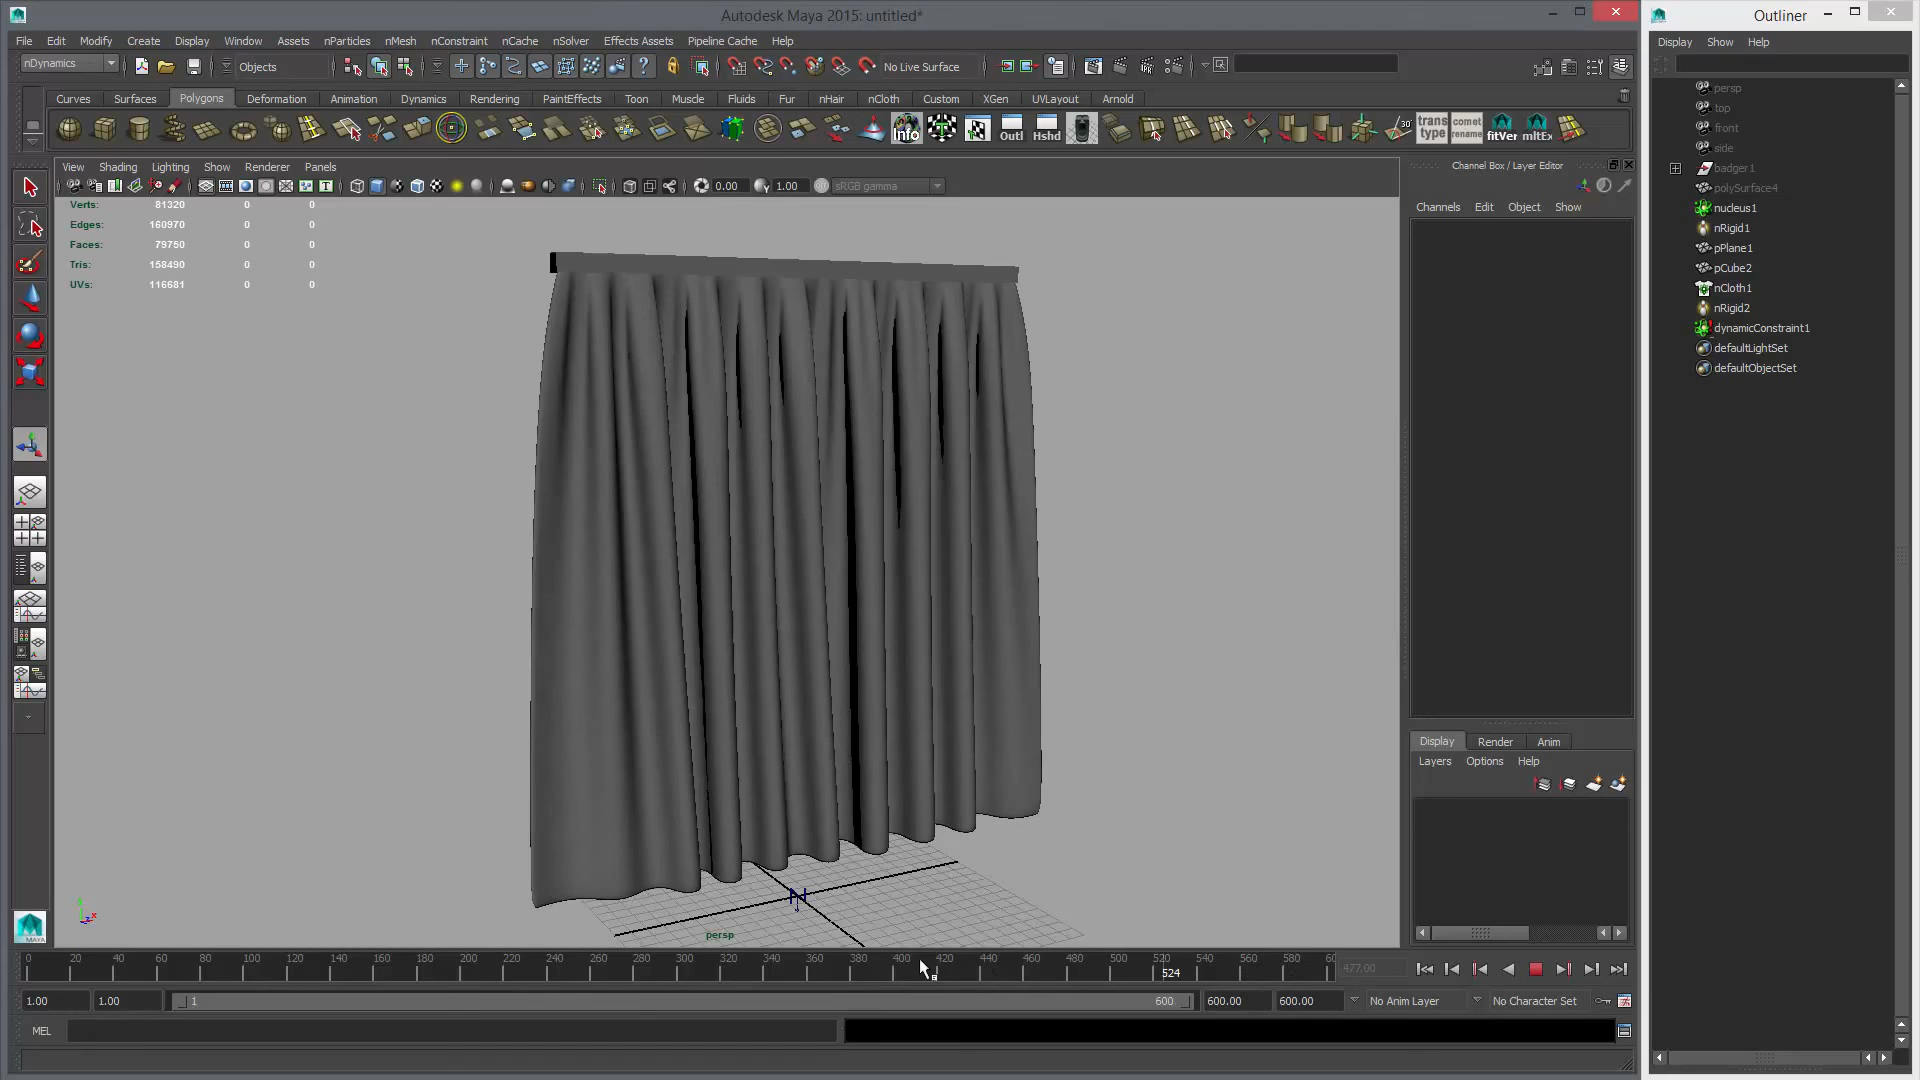 Autodesk Maya 2015: untitled*
Outliner
File Edit Modify Create Display Window Assets nParticles nMesh nConstraint nCache nSolver Effects Assets Pipeline Cache Help
Display Show Help
nDynamics
Objects
No Live Surface
Curves Surfaces Polygons Deformation Animation Dynamics Rendering PaintEffects Toon Muscle Fluids Fur nHair nCloth Custom XGen UVLayout Arnold
Info Outl Hshd 30° trans type comet rename fitVer mltEx
View Shading Lighting Show Renderer Panels
0.00 1.00 sRGB gamma
Verts: 81320 0 0
Edges: 160970 0 0
Faces: 79750 0 0
Tris: 158490 0 0
UVs: 116681 0 0
persp
Channel Box / Layer Editor
Channels Edit Object Show
Display Render Anim
Layers Options Help
persp
top
front
side
badger1
polySurface4
nucleus1
nRigid1
pPlane1
pCube2
nCloth1
nRigid2
dynamicConstraint1
defaultLightSet
defaultObjectSet
MAYA
0 20 40 60 80 100 120 140 160 180 200 220 240 260 280 300 320 340 360 380 400 420 440 460 480 500 520 540 560 580 60
524
477.00
1.00 1.00 1 600 600.00 600.00 No Anim Layer No Character Set
MEL